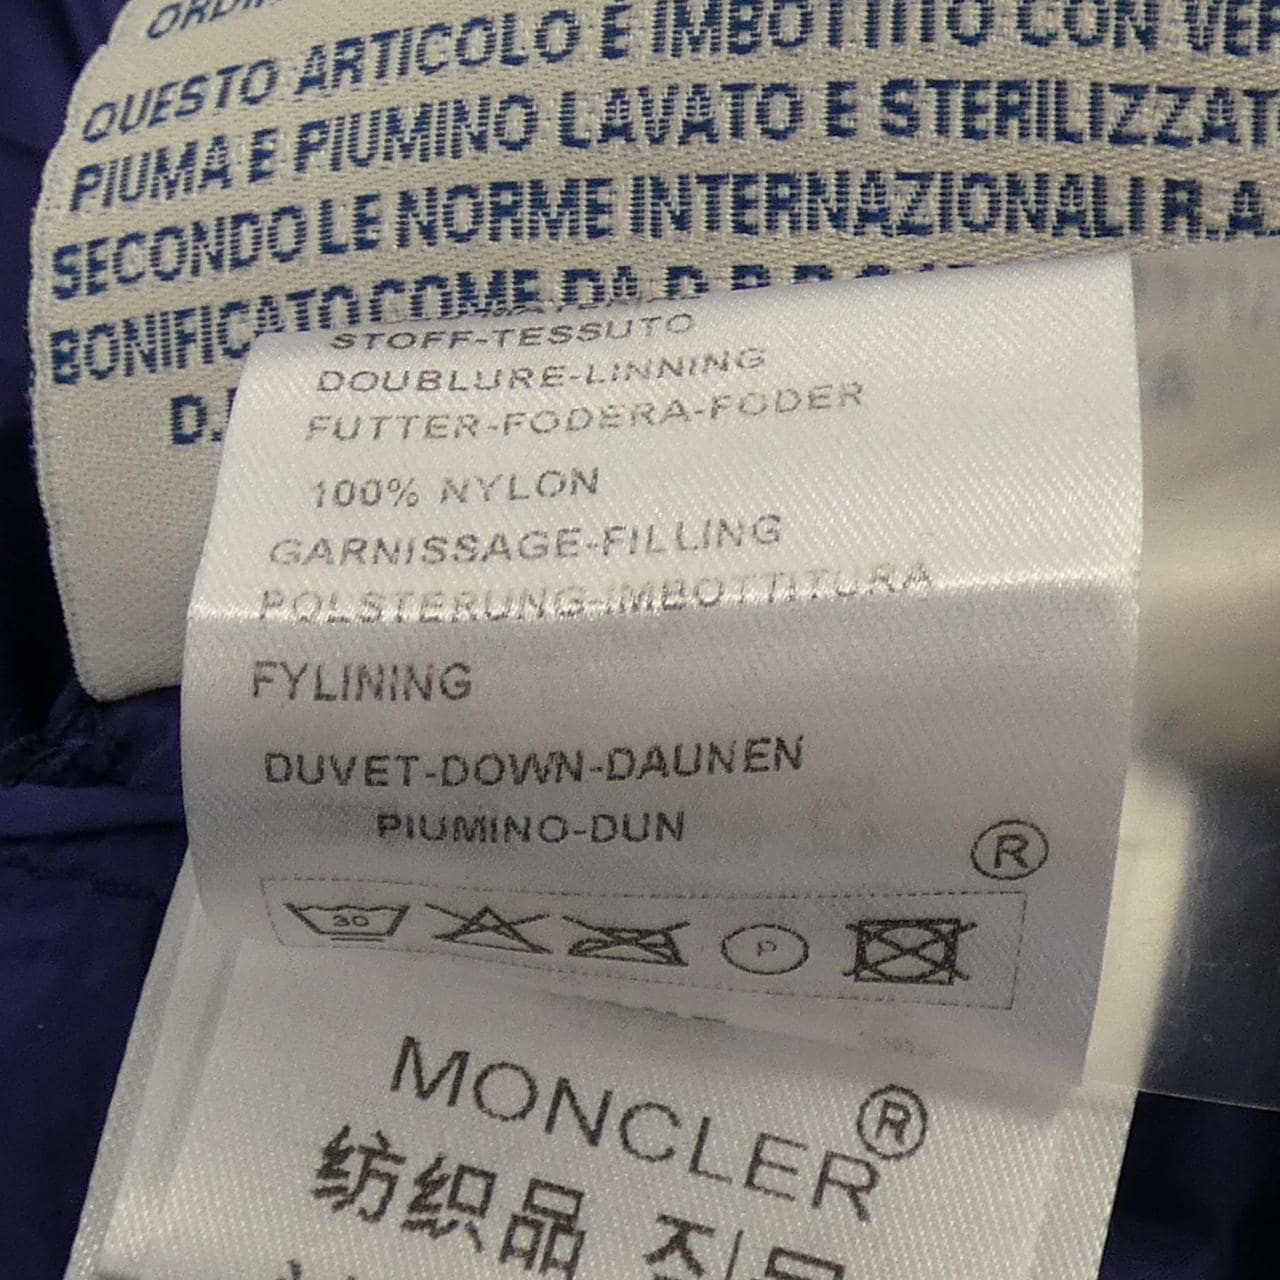 QUESTO ARTICOLO È IMBOTTITO CON
PIUMA E PIUMINO LAVATO E
SECONDO LE NORME INTERNAZIONALI R.A.
BONIFICATO COME DA
STOFF-TESSUTO
DOUBLURE-LINNING
FUTTER-FODERA-FODER
100% NYLON
GARNISSAGE-FILLING
POLSTERUNG-IMBOTTITURA
FYLINING
DUVET-DOWN-DAUNEN
PIUMINO-DUN
®
30
P
MONCLER®
纺织品